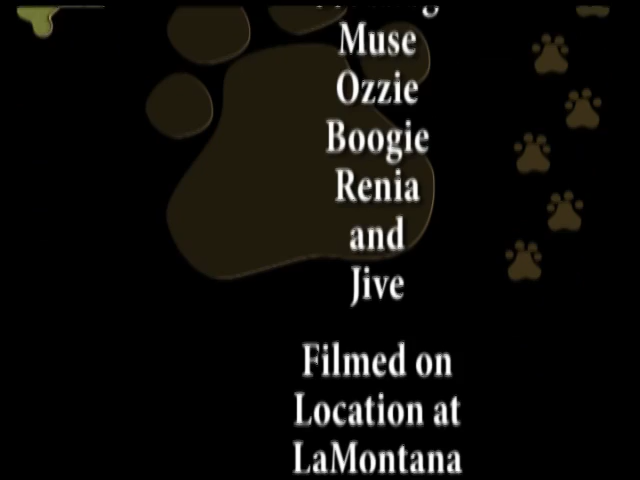 Muse
Ozzie
Boogie
Renia
and
Jive
Filmed on
Location at
LaMontana